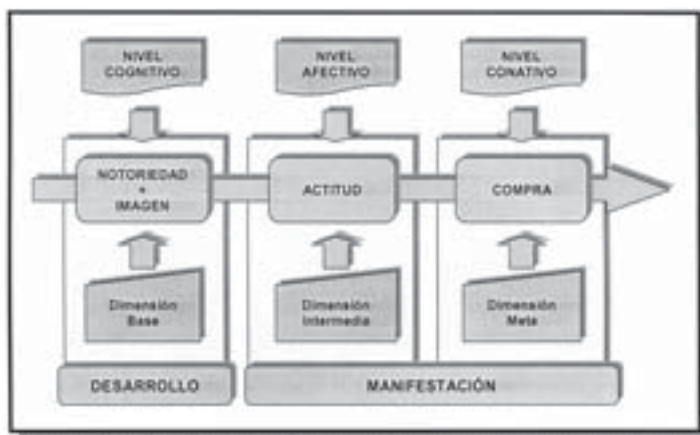 NIVEL
COGNITIVO
NIVEL
AFECTIVO
NIVEL
CONATIVO
NOTORIEDAD
+
IMAGEN
ACTITUD
COMPRA
Dimensión
Base
Dimensión
Intermedia
Dimensión
Meta
DESARROLLO
MANIFESTACIÓN